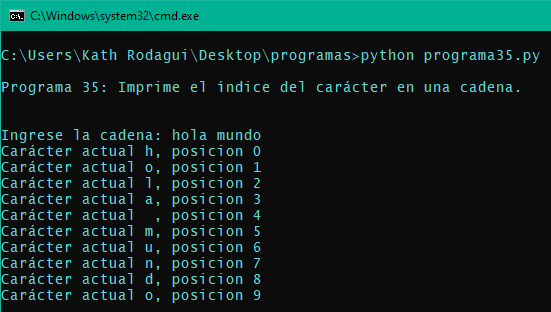 C:\Windows\system32\cmd.exe
C:\Users\Kath Rodagui\Desktop\programas>python programa35.py
Programa 35: Imprime el índice del carácter en una cadena.
Ingrese la cadena: hola mundo
Carácter actual h, posicion 0
Carácter actual o, posicion 1
Carácter actual l, posicion 2
Carácter actual a, posicion 3
Carácter actual  , posicion 4
Carácter actual m, posicion 5
Carácter actual u, posicion 6
Carácter actual n, posicion 7
Carácter actual d, posicion 8
Carácter actual o, posicion 9